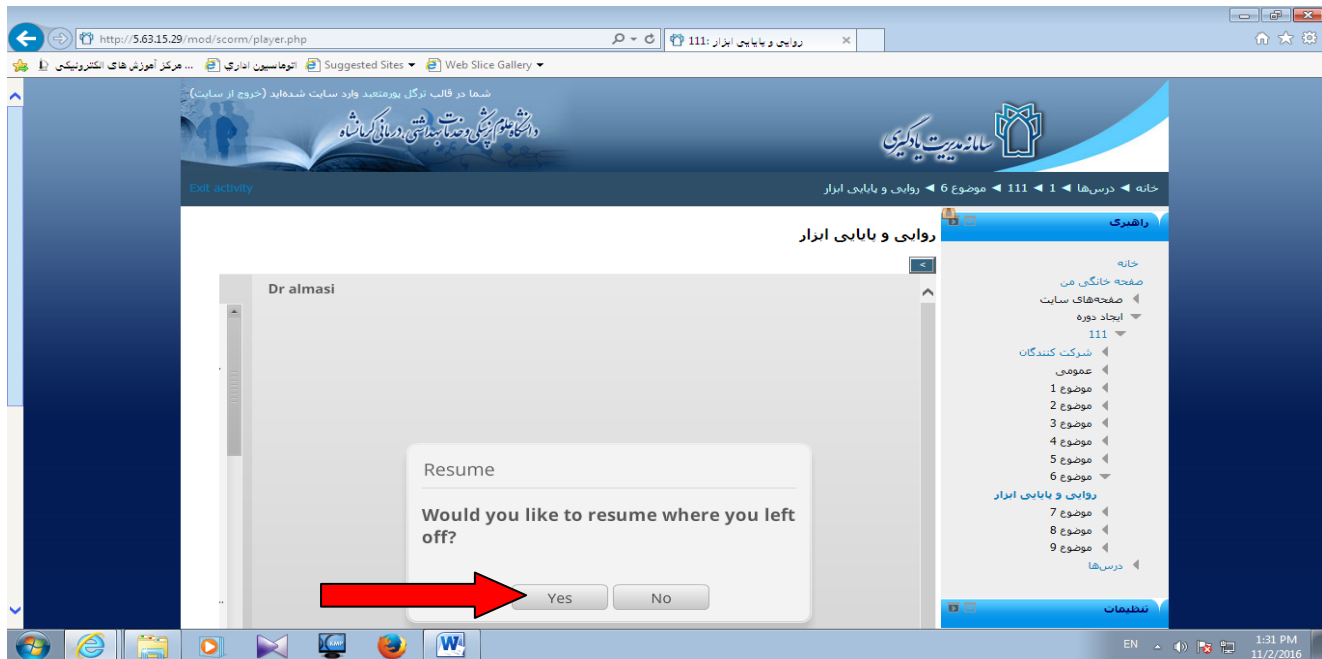 http://5.63.15.29/mod/scorm/player.php
روایی و پایایی ابزار :111
مرکز آموزش های الکترونیکی ...
اتوماسیون اداري
Suggested Sites
Web Slice Gallery
شما در قالب ترگل پورمتعبد وارد سایت شده‌اید (خروج از سایت)
دانشگاه علوم پزشکی و خدمات بهداشتی، درمانی کرمانشاه
سامانه مدیریت یادگیری
خانه ◄ درس‌ها ◄ 1 ◄ 111 ◄ موضوع 6 ◄ روایی و پایایی ابزار
Exit activity
روایی و پایایی ابزار
>
Dr almasi
Resume
Would you like to resume where you left
off?
Yes
No
راهبری
خانه
صفحهٔ خانگی من
صفحه‌های سایت
ایجاد دوره
111
شرکت کنندگان
عمومی
موضوع 1
موضوع 2
موضوع 3
موضوع 4
موضوع 5
موضوع 6
روایی و پایایی ابزار
موضوع 7
موضوع 8
موضوع 9
درس‌ها
تنظیمات
KMP
W
EN
1:31 PM
11/2/2016